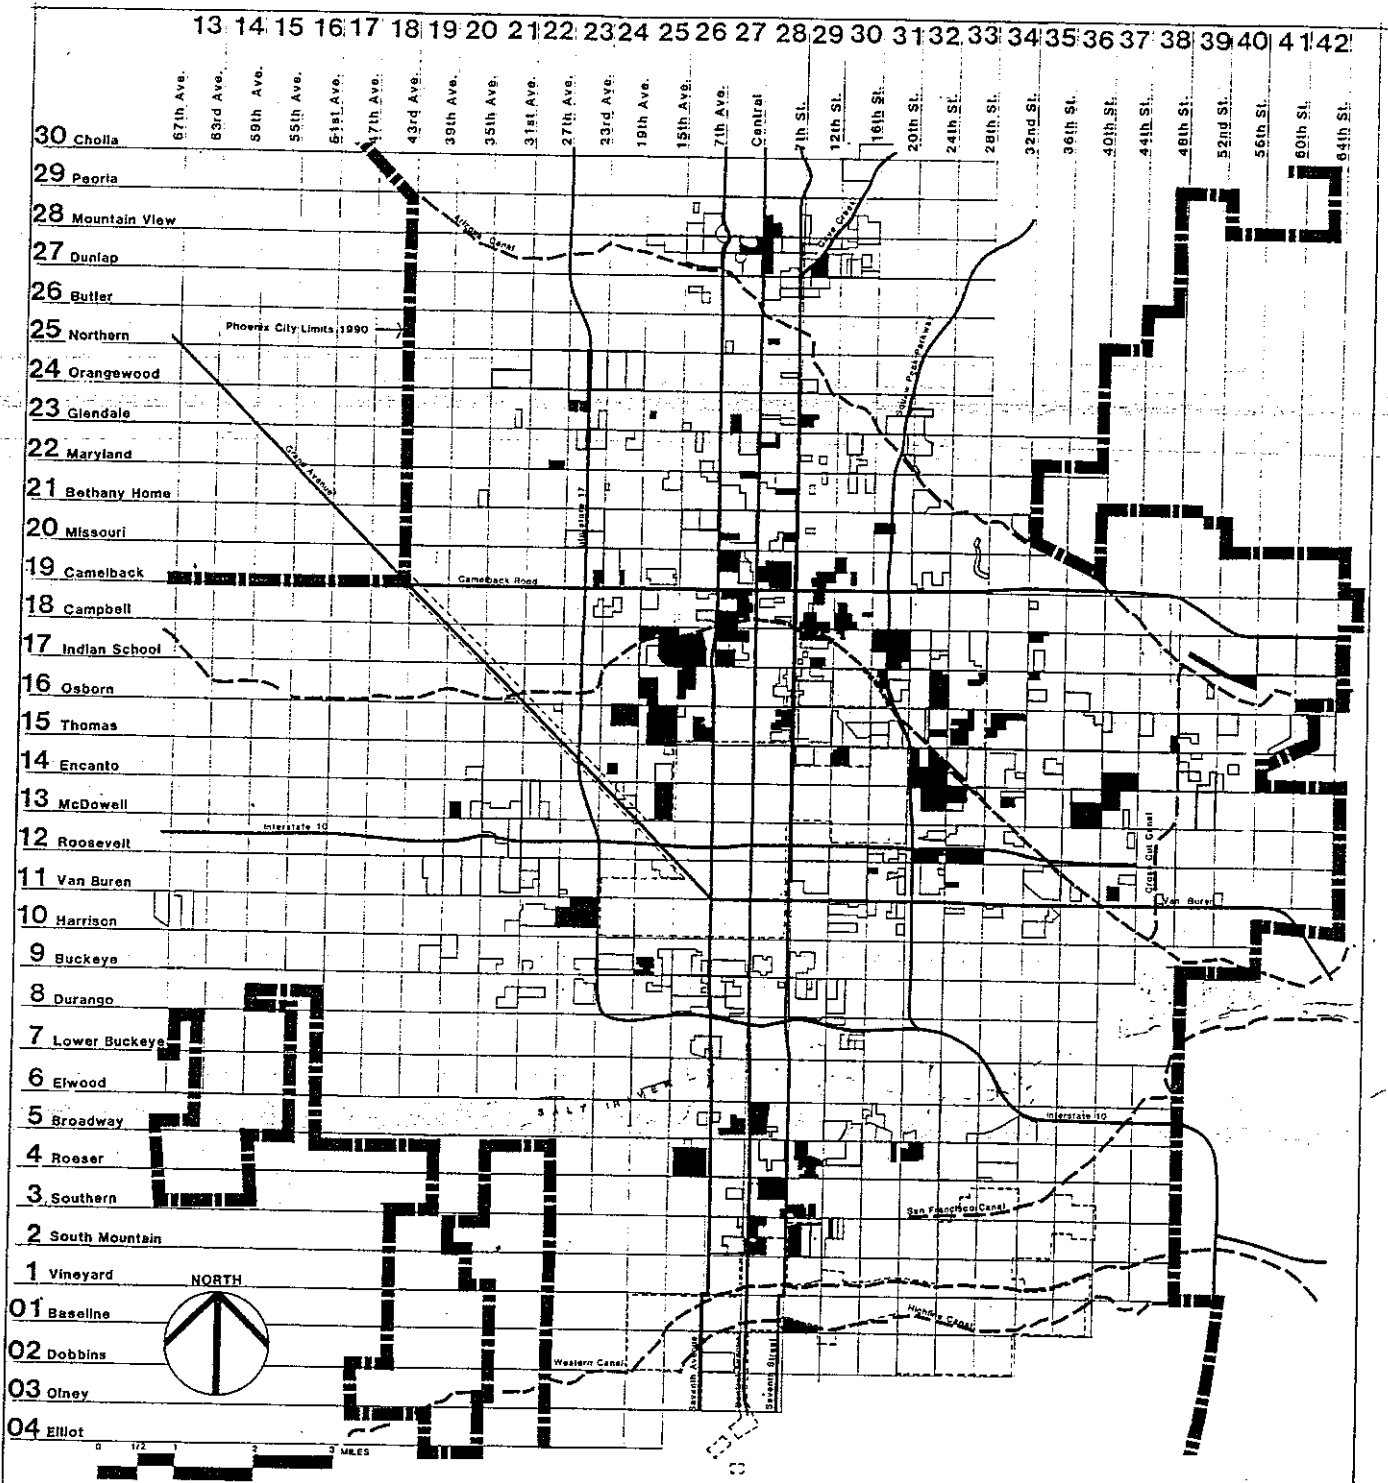 13 14 15 16 17 18 19 20 21 22 23 24 25 26 27 28 29 30 31 32 33 34 35 36 37 38 39 40 41 42
67th Ave.
63rd Ave.
59th Ave.
55th Ave.
51st Ave.
47th Ave.
43rd Ave.
39th Ave.
35th Ave.
31st Ave.
27th Ave.
23rd Ave.
19th Ave.
15th Ave.
7th Ave.
Central
7th St.
12th St.
16th St.
20th St.
24th St.
28th St.
32nd St.
36th St.
40th St.
44th St.
48th St.
52nd St.
56th St.
60th St.
64th St.
30 Cholla
29 Peoria
28 Mountain View
27 Dunlap
26 Butler
25 Northern
24 Orangewood
23 Glendale
22 Maryland
21 Bethany Home
20 Missouri
19 Camelback
18 Campbell
17 Indian School
16 Osborn
15 Thomas
14 Encanto
13 McDowell
12 Roosevelt
11 Van Buren
10 Harrison
9 Buckeye
8 Durango
7 Lower Buckeye
6 Elwood
5 Broadway
4 Roeser
3 Southern
2 South Mountain
1 Vineyard
01 Baseline
02 Dobbins
03 Olney
04 Elliot
Arizona Canal
Cave Creek
Phoenix City Limits 1990
Squaw Peak Parkway
Grand Avenue
Interstate 17
Camelback Road
Interstate 10
Cross Cut Canal
Van Buren
SALT RIVER
Interstate 10
San Francisco Canal
NORTH
Highline Canal
Western Canal
Seventh Avenue
Seventh Street
0 1/2 1 2 3 MILES